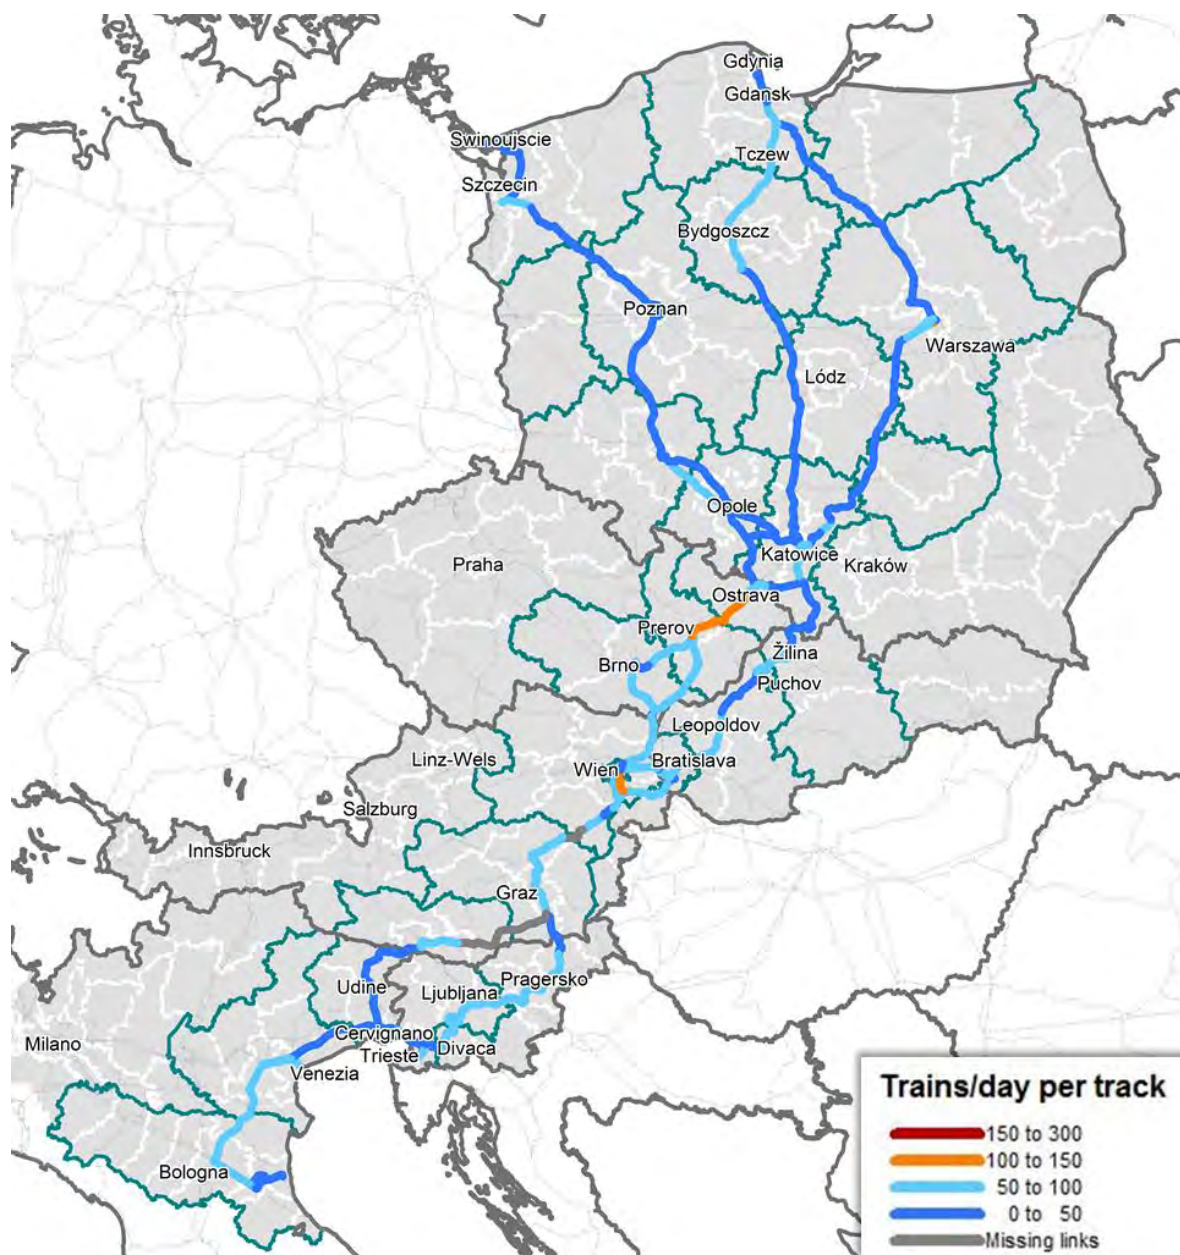 Gdynia
Gdansk
Swinoujscie
Tczew
Szczecin
Bydgoszcz
Poznan
Warszawa
Lódz
Opole
Katowice
Kraków
Praha
Ostrava
Prerov
Žilina
Brno
Puchov
Leopoldov
Linz-Wels
Wien
Bratislava
Salzburg
Innsbruck
Graz
Pragersko
Udine
Ljubljana
Cervignano
Milano
Trieste
Divaca
Venezia
Bologna
Trains/day per track
150 to 300
100 to 150
50 to 100
0 to 50
Missing links